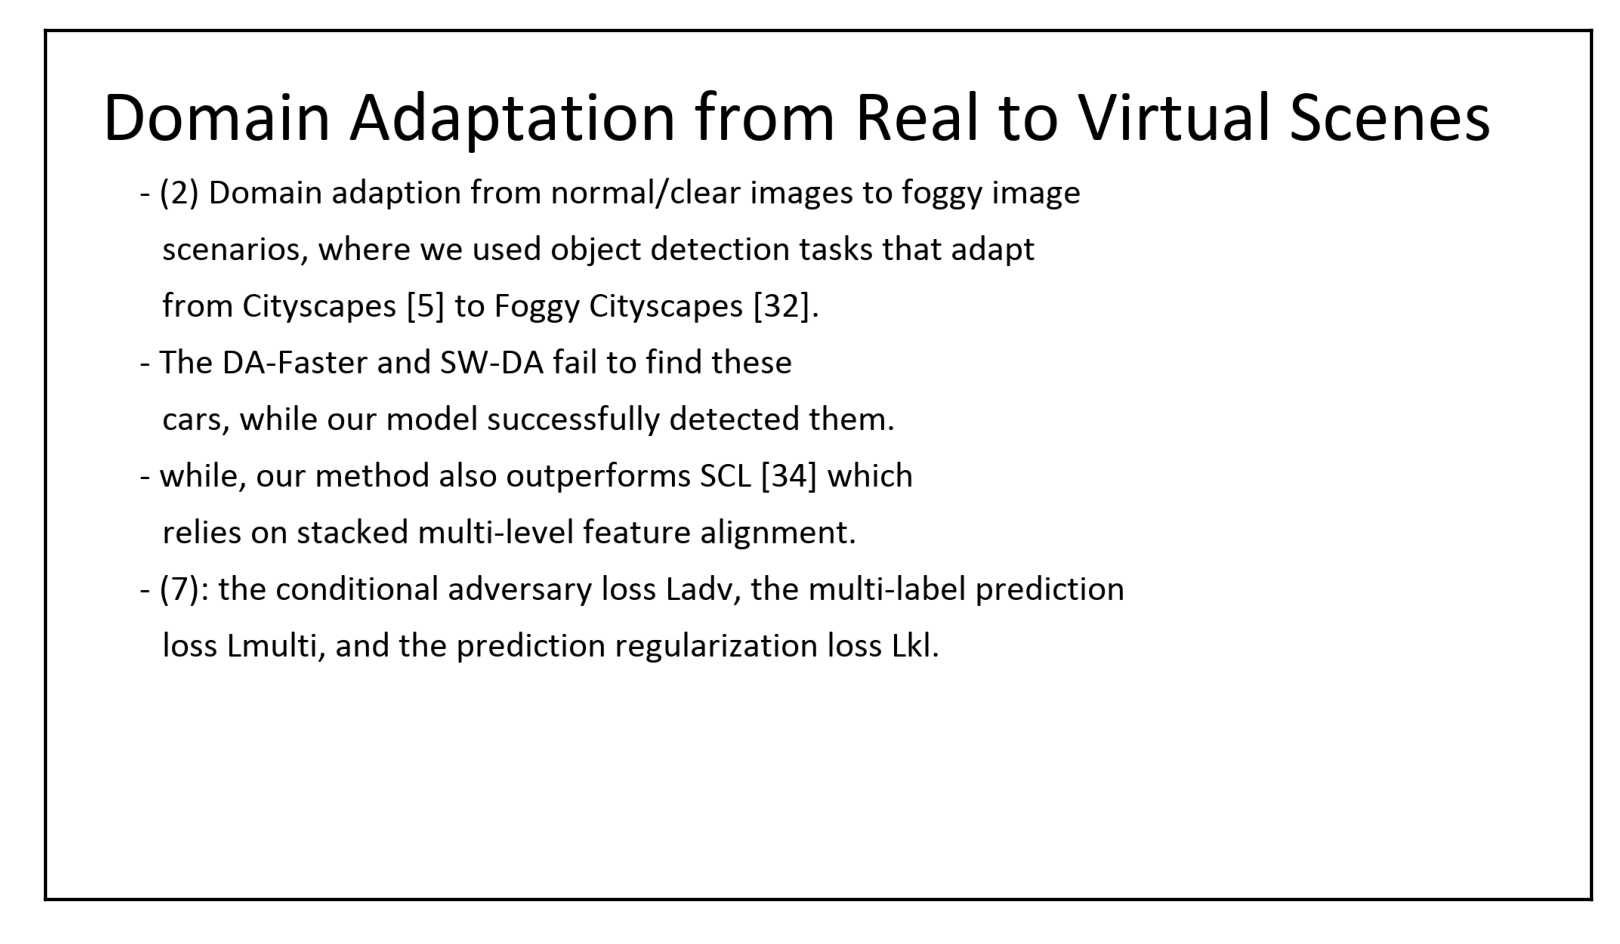 Domain Adaptation from Real to Virtual Scenes
- (2) Domain adaption from normal/clear images to foggy image
scenarios, where we used object detection tasks that adapt
from Cityscapes [5] to Foggy Cityscapes [32].
- The DA-Faster and SW-DA fail to find these
cars, while our model successfully detected them.
- while, our method also outperforms SCL [34] which
relies on stacked multi-level feature alignment.
- (7): the conditional adversary loss Ladv, the multi-label prediction
loss Lmulti, and the prediction regularization loss Lkl.